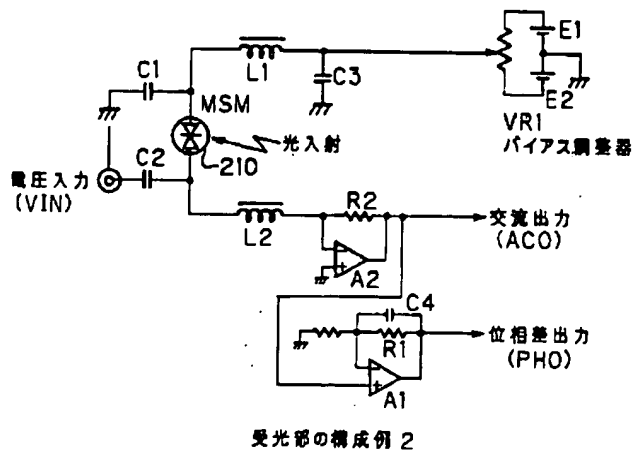 E1
C1
L1
C3
E2
MSM
VR1
バイアス調整器
光入射
210
電圧入力
(VIN)
C2
R2
L2
交流出力
(ACO)
A2
C4
R1
位相差出力
(PHO)
A1
受光部の構成例 2